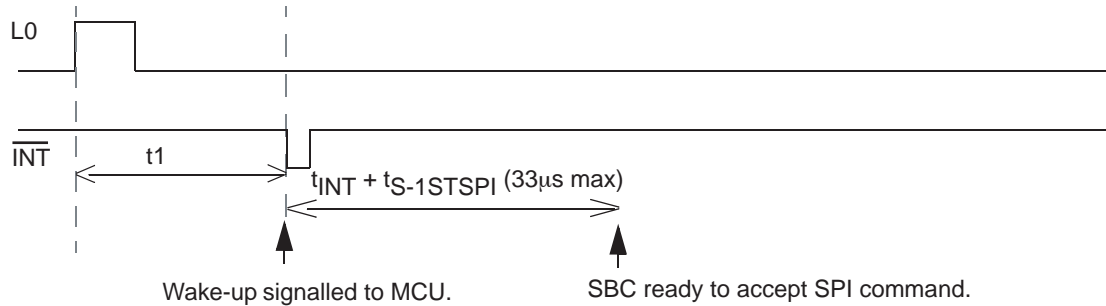 L0
INT
t1
tINT + tS-1STSPI (33μs max)
Wake-up signalled to MCU.
SBC ready to accept SPI command.